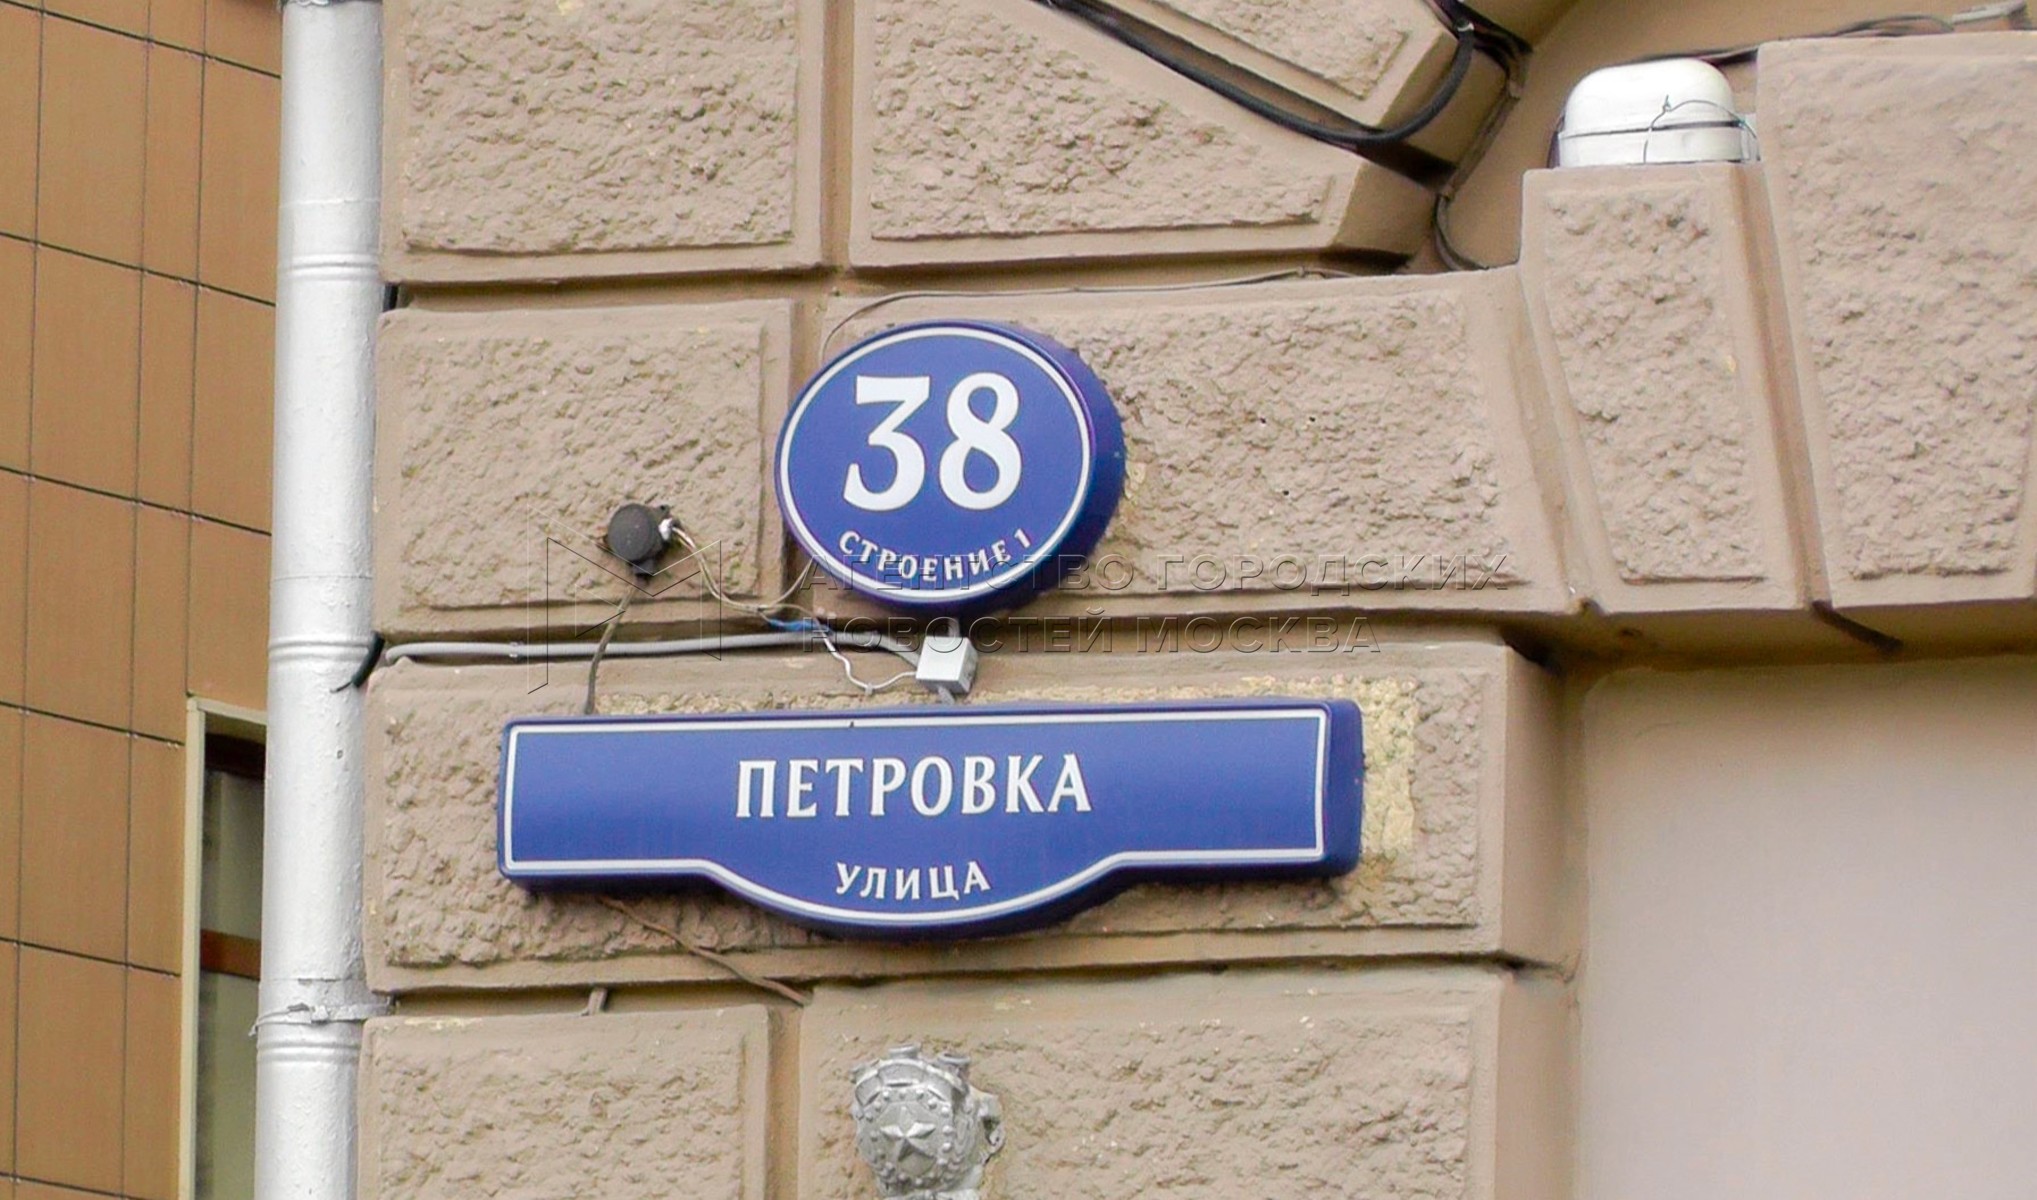 38
СТРОЕНИЕ 1
АГЕНТСТВО ГОРОДСКИХ
НОВОСТЕЙ МОСКВА
ПЕТРОВКА
УЛИЦА